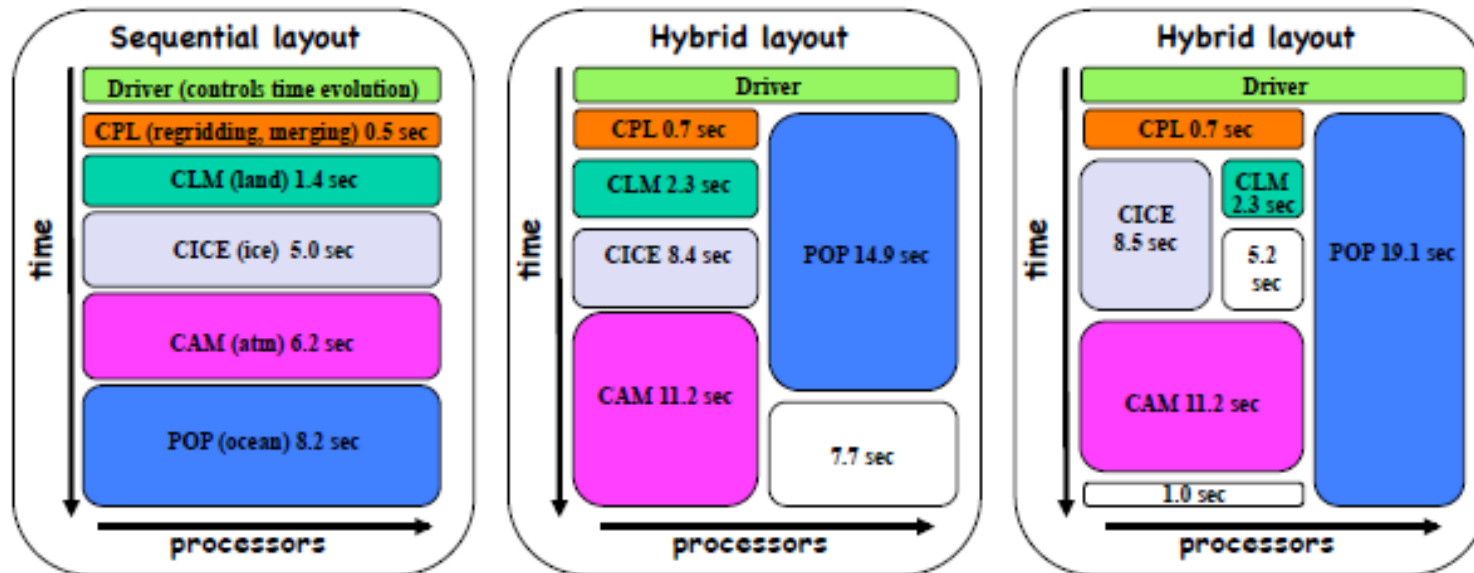 Sequential layout
Driver (controls time evolution)
CPL (regridding, merging) 0.5 sec
CLM (land) 1.4 sec
CICE (ice) 5.0 sec
CAM (atm) 6.2 sec
POP (ocean) 8.2 sec
time
processors
Hybrid layout
Driver
CPL 0.7 sec
CLM 2.3 sec
CICE 8.4 sec
CAM 11.2 sec
POP 14.9 sec
7.7 sec
time
processors
Hybrid layout
Driver
CPL 0.7 sec
CICE
8.5 sec
CLM
2.3 sec
5.2
sec
CAM 11.2 sec
1.0 sec
POP 19.1 sec
time
processors